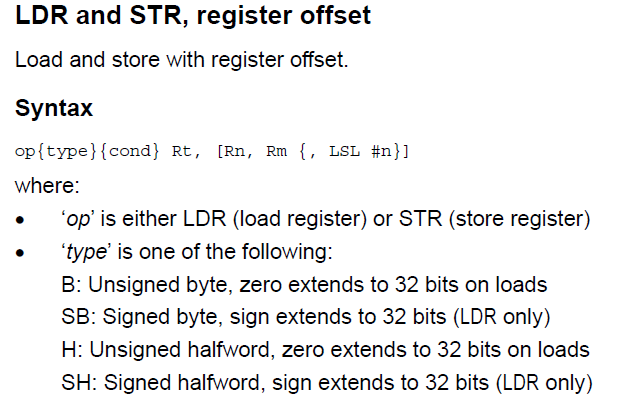 LDR and STR, register offset
Load and store with register offset.
Syntax
op{type}{cond} Rt, [Rn, Rm {, LSL #n}]
where:
• 'op' is either LDR (load register) or STR (store register)
• 'type' is one of the following:
B: Unsigned byte, zero extends to 32 bits on loads
SB: Signed byte, sign extends to 32 bits (LDR only)
H: Unsigned halfword, zero extends to 32 bits on loads
SH: Signed halfword, sign extends to 32 bits (LDR only)